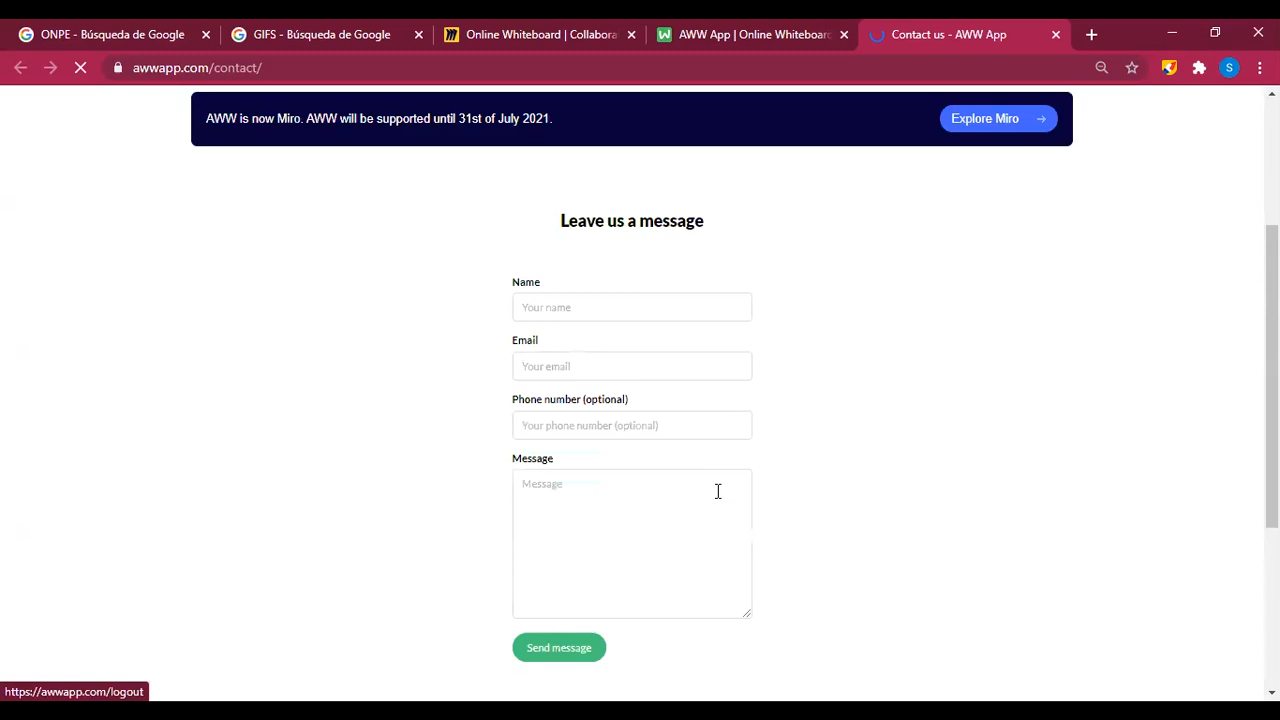 ONPE - Búsqueda de Google
GIFS - Búsqueda de Google
Online Whiteboard | Collabora
AWW App | Online Whiteboard
Contact us - AWW App
awwapp.com/contact/
S
AWW is now Miro. AWW will be supported until 31st of July 2021.
Explore Miro →
Leave us a message
Name
Your name
Email
Your email
Phone number (optional)
Your phone number (optional)
Message
Message
Send message
https://awwapp.com/logout